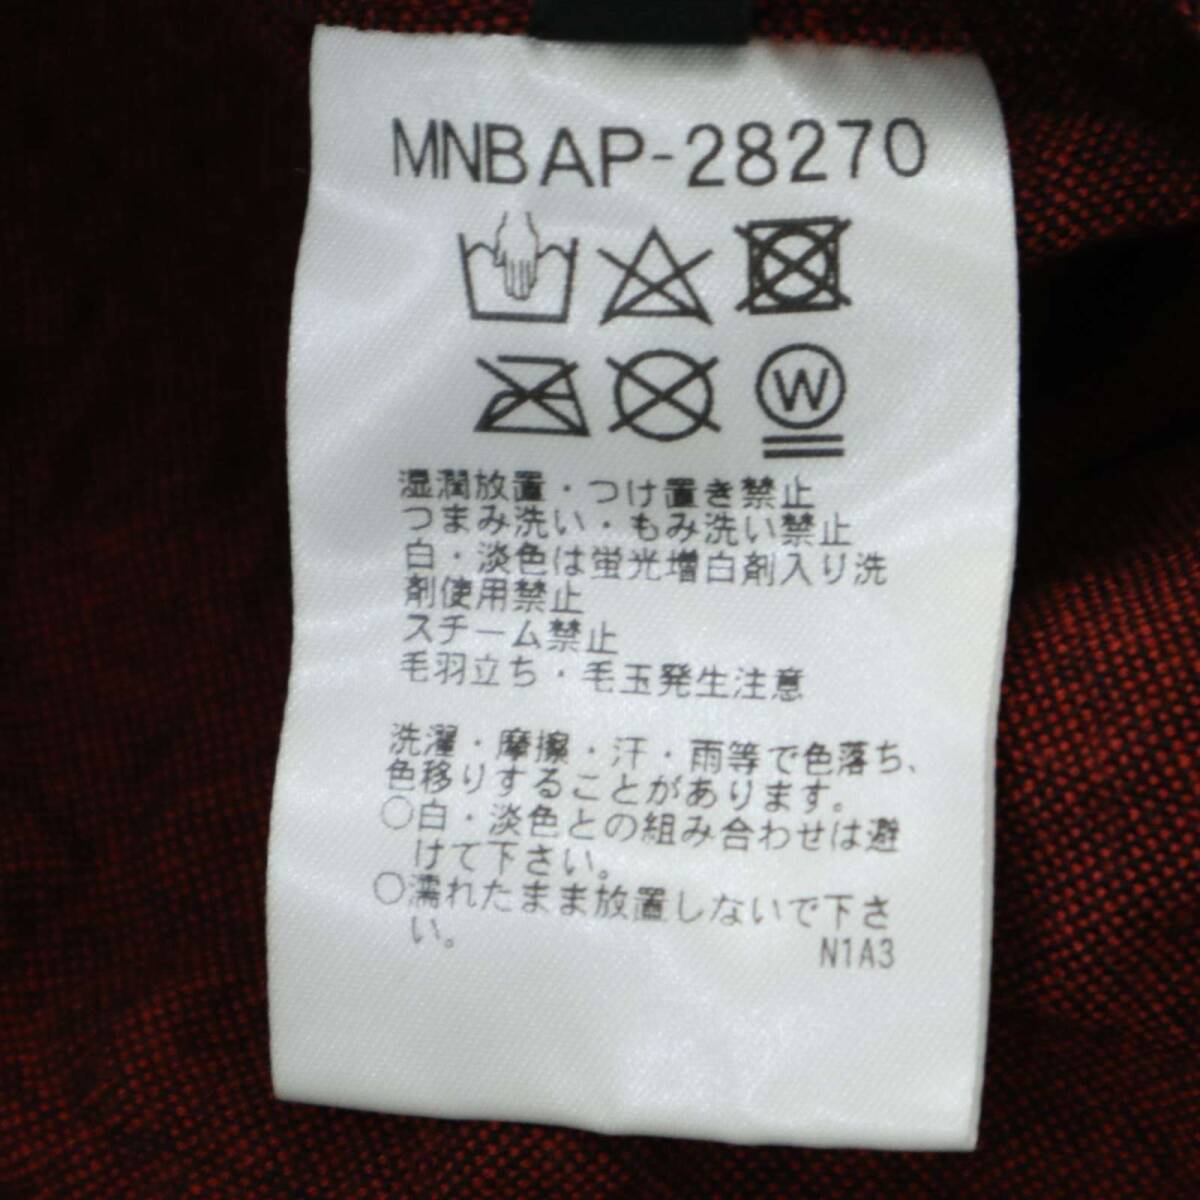 MNBAP-28270
W
湿潤放置・つけ置き禁止
つまみ洗い・もみ洗い禁止
白・淡色は蛍光増白剤入り洗
剤使用禁止
スチーム禁止
毛羽立ち・毛玉発生注意
洗濯・摩擦・汗・雨等で色落ち、
色移りすることがあります。
○白・淡色との組み合わせは避
けて下さい。
○濡れたまま放置しないで下さ
い。
N1A3